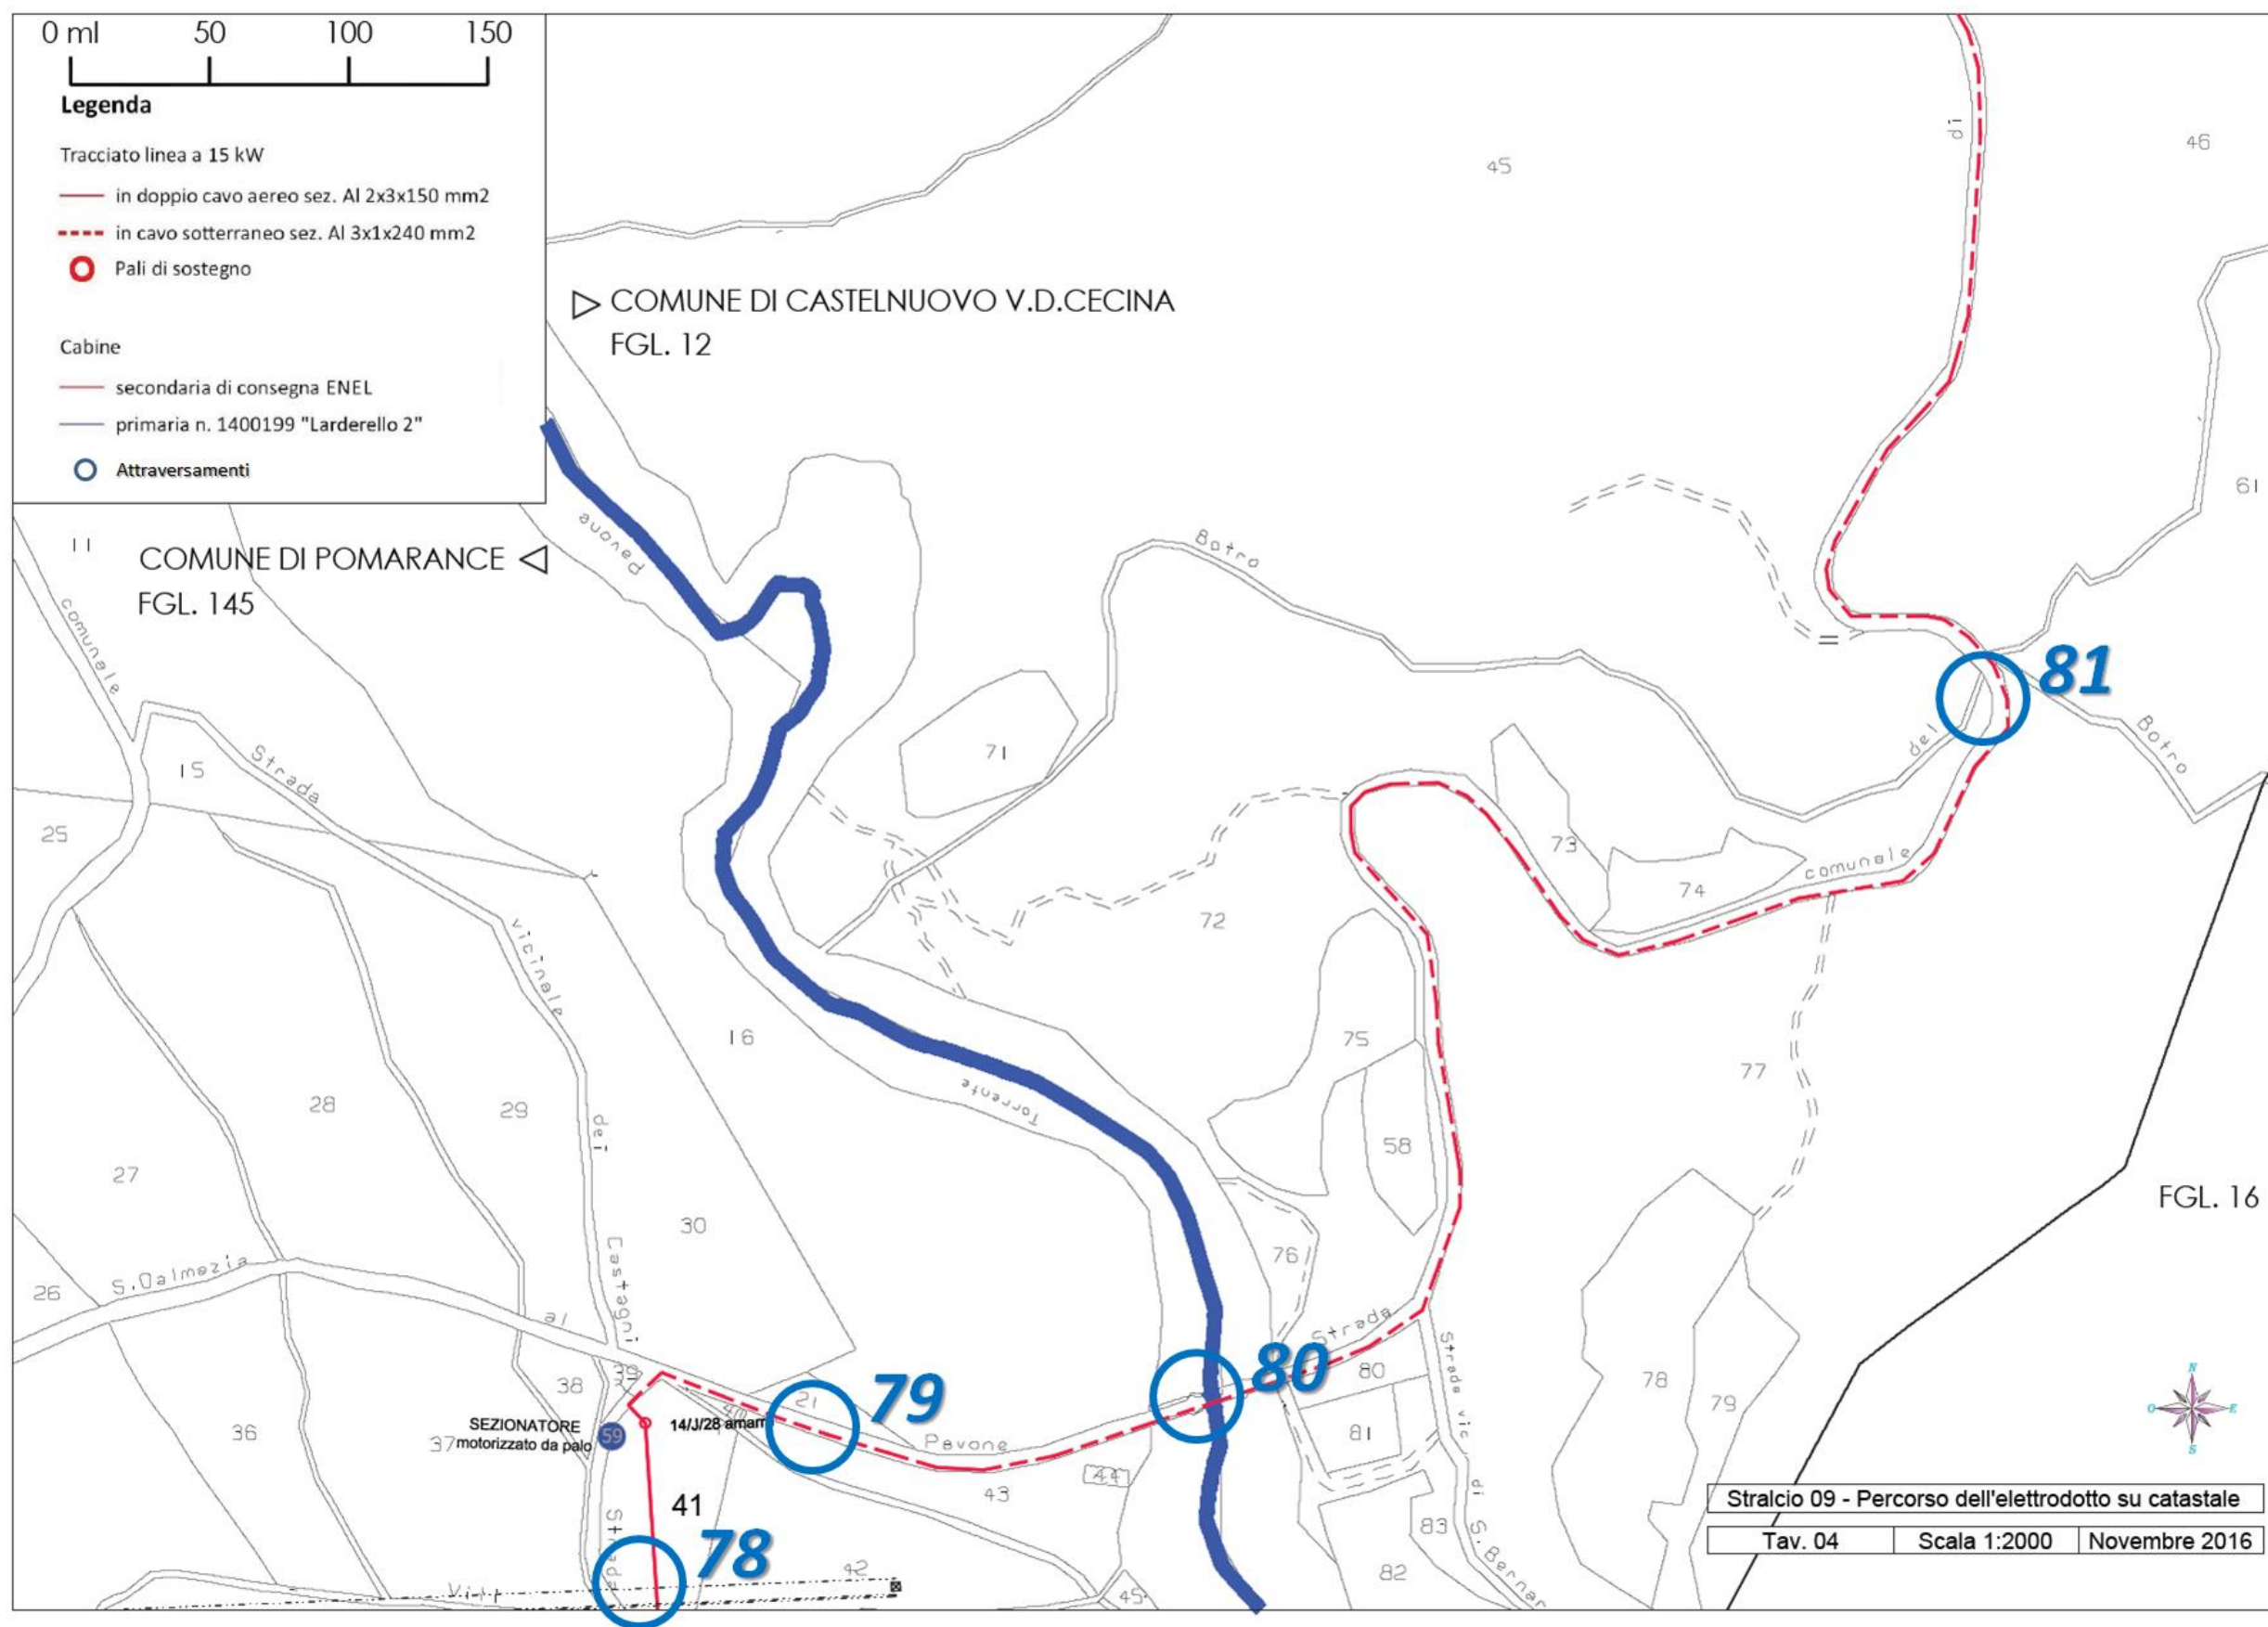 0 ml 50 100 150
Legenda
Tracciato linea a 15 kW
in doppio cavo aereo sez. Al 2x3x150 mm2
in cavo sotterraneo sez. Al 3x1x240 mm2
Pali di sostegno
Cabine
secondaria di consegna ENEL
primaria n. 1400199 "Larderello 2"
Attraversamenti
di
46
45
COMUNE DI CASTELNUOVO V.D.CECINA
FGL. 12
61
Pavone
Botro
11
COMUNE DI POMARANCE
FGL. 145
comunale
81
Botro
del
71
15
Strada
25
73
comunale
74
72
vicinale
16
75
77
Torrente
28
29
dei
58
27
FGL. 16
30
76
Castagni
S.Dalmazia
26
al
Strada
80
80
Strada vic. di S. Bernar
39
38
21
79
78
79
40
SEZIONATORE
motorizzato da palo
59
14/J/28 amarr
37
36
81
Pavone
44
43
41
Strada
83
78
42
82
45
N
O E
S
Stralcio 09 - Percorso dell'elettrodotto su catastale
Tav. 04 Scala 1:2000 Novembre 2016